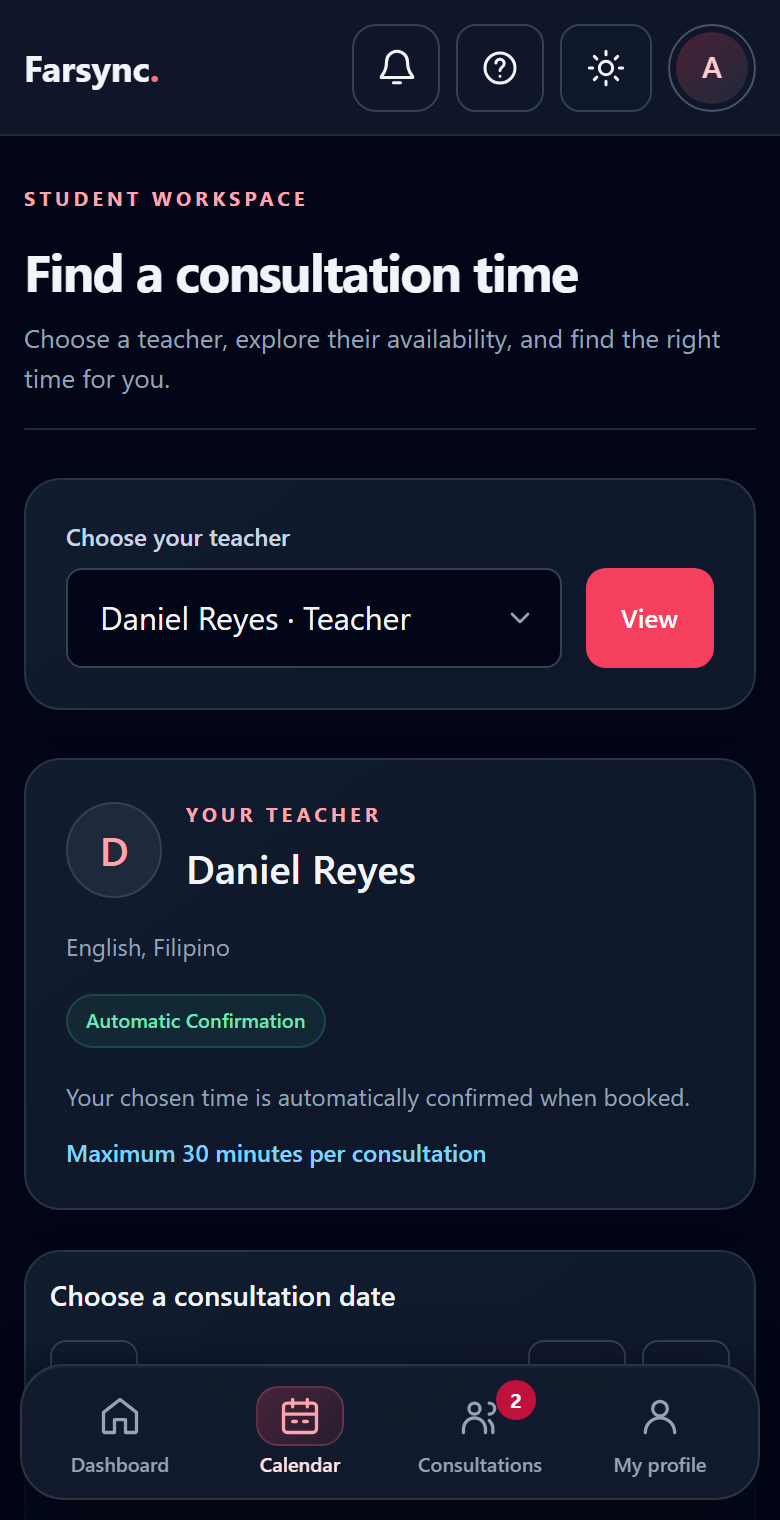 Farsync.
A
STUDENT WORKSPACE
Find a consultation time
Choose a teacher, explore their availability, and find the right
time for you.
Choose your teacher
Daniel Reyes · Teacher
View
D
YOUR TEACHER
Daniel Reyes
English, Filipino
Automatic Confirmation
Your chosen time is automatically confirmed when booked.
Maximum 30 minutes per consultation
Choose a consultation date
2
Dashboard
Calendar
Consultations
My profile